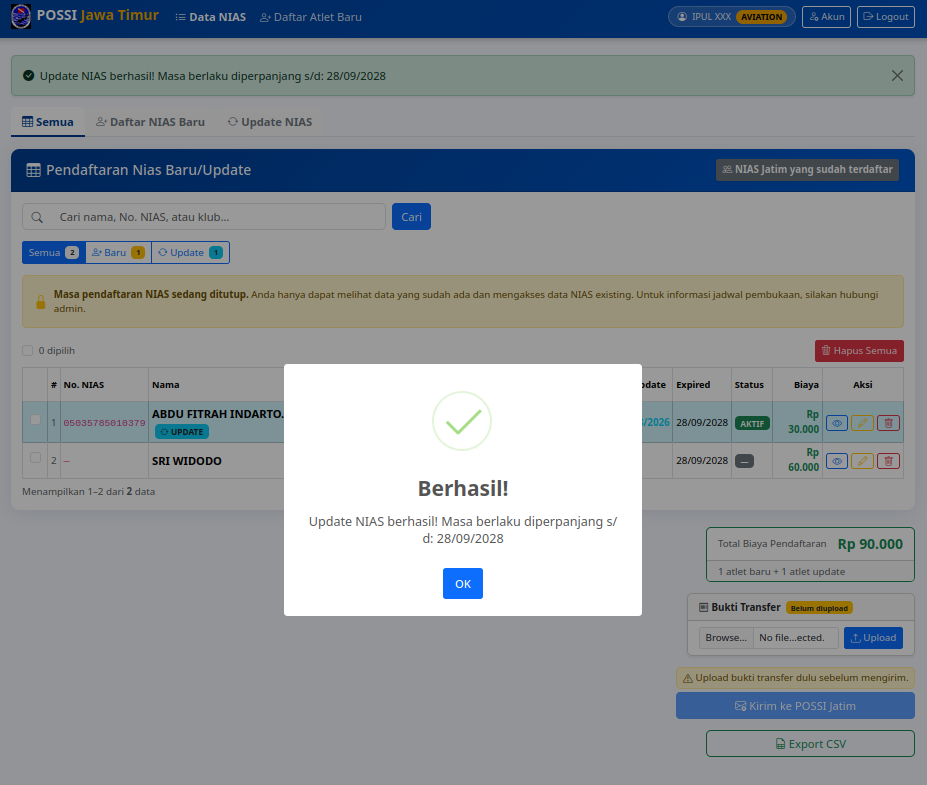 POSSI Jawa Timur
Data NIAS
Daftar Atlet Baru
IPUL XXX AVIATION
Akun
Logout
Update NIAS berhasil! Masa berlaku diperpanjang s/d: 28/09/2028
Semua
Daftar NIAS Baru
Update NIAS
Pendaftaran Nias Baru/Update
NIAS Jatim yang sudah terdaftar
Cari nama, No. NIAS, atau klub...
Cari
Semua 2
Baru 1
Update 1
Masa pendaftaran NIAS sedang ditutup. Anda hanya dapat melihat data yang sudah ada dan mengakses data NIAS existing. Untuk informasi jadwal pembukaan, silakan hubungi
admin.
0 dipilih
Hapus Semua
# No. NIAS Nama date Expired Status Biaya Aksi
1 05035785010379 ABDU FITRAH INDARTO. /2026 28/09/2028 AKTIF Rp
30.000
UPDATE
2 — SRI WIDODO 28/09/2028 — Rp
60.000
Menampilkan 1–2 dari 2 data
Berhasil!
Update NIAS berhasil! Masa berlaku diperpanjang s/
d: 28/09/2028
OK
Total Biaya Pendaftaran Rp 90.000
1 atlet baru + 1 atlet update
Bukti Transfer Belum diupload
Browse... No file...ected.
Upload
Upload bukti transfer dulu sebelum mengirim.
Kirim ke POSSI Jatim
Export CSV